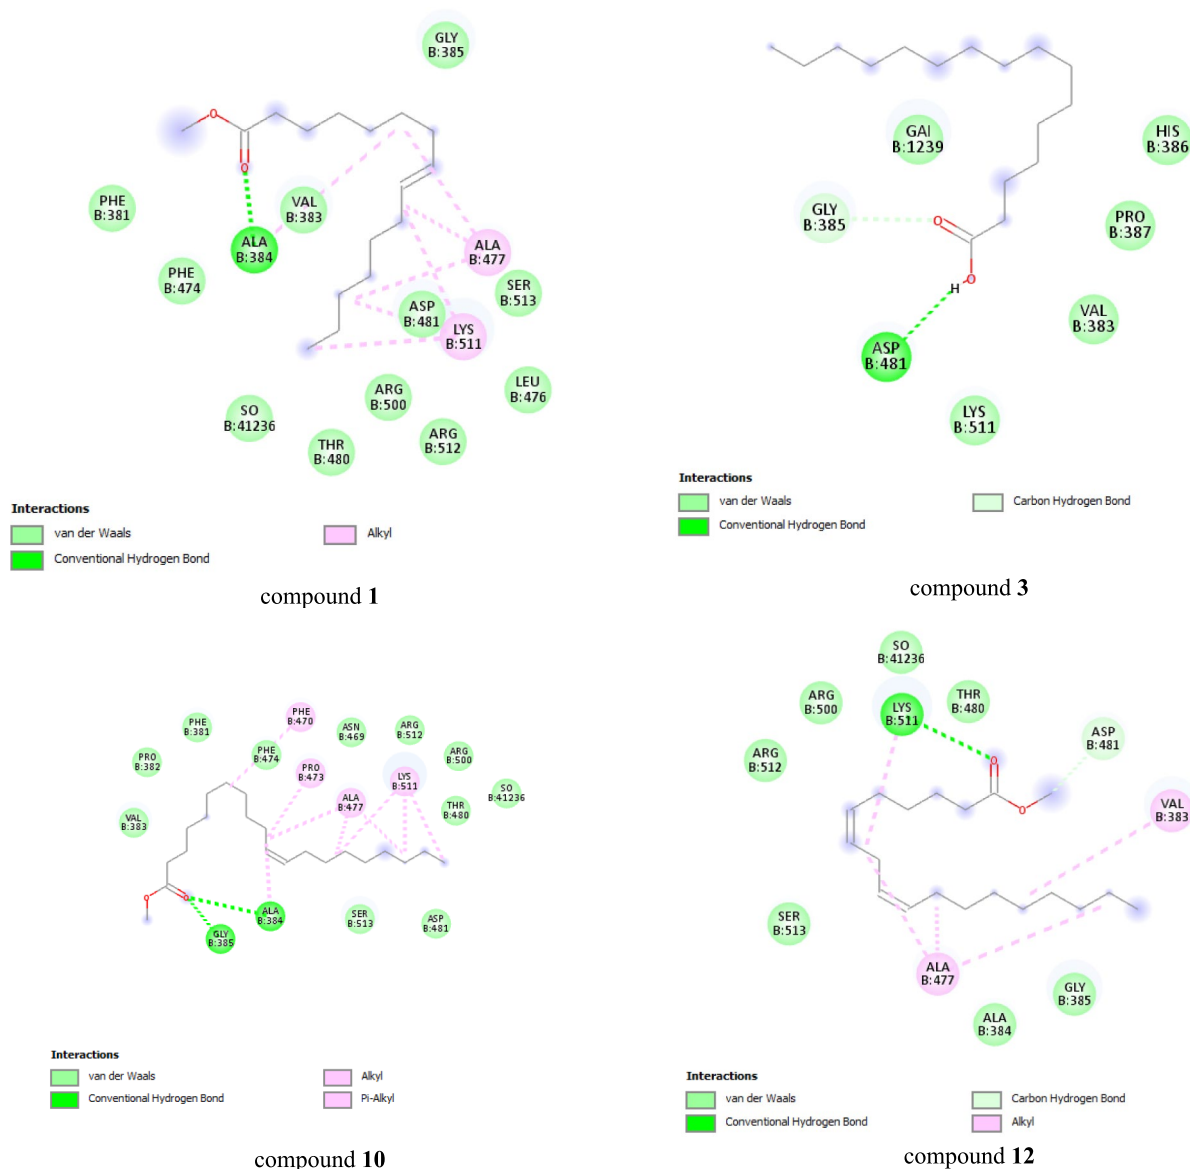 GLY
B:385
O
O
PHE
B:381
VAL
B:383
ALA
B:384
PHE
B:474
ALA
B:477
SER
B:513
ASP
B:481
LYS
B:511
LEU
B:476
ARG
B:500
SO
B:41236
THR
B:480
ARG
B:512
Interactions
van der Waals
Conventional Hydrogen Bond
Alkyl
compound 1
GAI
B:1239
HIS
B:386
GLY
B:385
PRO
B:387
O
O
H
VAL
B:383
ASP
B:481
LYS
B:511
Interactions
van der Waals
Conventional Hydrogen Bond
Carbon Hydrogen Bond
compound 3
PHE
B:470
PHE
B:381
ASN
B:469
ARG
B:512
PRO
B:382
PHE
B:474
PRO
B:473
ARG
B:500
LYS
B:511
SO
B:41236
ALA
B:477
THR
B:480
VAL
B:383
O
O
ALA
B:384
SER
B:513
ASP
B:481
GLY
B:385
Interactions
van der Waals
Conventional Hydrogen Bond
Alkyl
Pi-Alkyl
compound 10
SO
B:41236
ARG
B:500
LYS
B:511
THR
B:480
ARG
B:512
ASP
B:481
O
O
VAL
B:383
SER
B:513
ALA
B:477
GLY
B:385
ALA
B:384
Interactions
van der Waals
Conventional Hydrogen Bond
Carbon Hydrogen Bond
Alkyl
compound 12